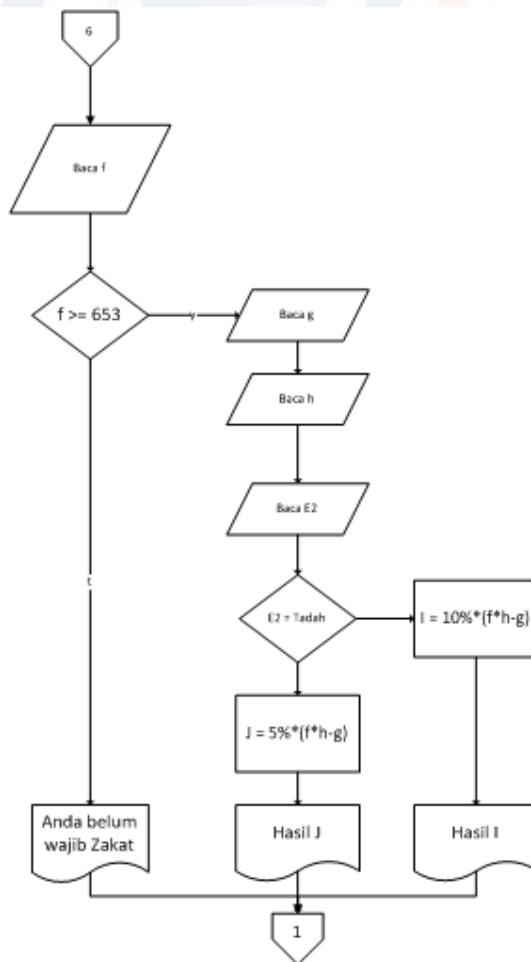 6
Baca f
f >= 653
y
Baca g
Baca h
Baca E2
t
E2 = Tadah
I = 10%*(f*h-g)
J = 5%*(f*h-g)
Anda belum
wajib Zakat
Hasil J
Hasil I
1